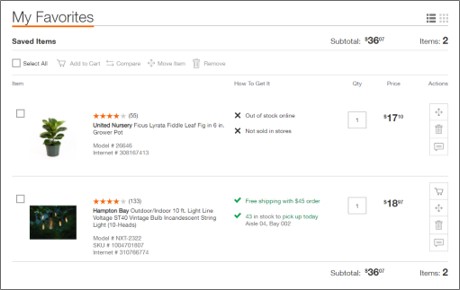 My Favorites
Saved Items
Subtotal: $36
Items: 2
Select All
Add to Cart
Compare
Move Item
Remove
Item
How To Get It
Qty
Price
Actions
(55)
United Nursery Ficus Lyrata Fiddle Leaf Fig in 6 in.
Grower Pot
Model # 26646
Internet # 308167413
Out of stock online
Not sold in stores
1
$17
(133)
Hampton Bay Outdoor/Indoor 10 ft. Light Line
Voltage ST40 Vintage Bulb Incandescent String
Light (10-Heads)
Model # NXT-2322
SKU # 1004701807
Internet # 310766774
Free shipping with $45 order
43 in stock to pick up today
Aisle 04, Bay 002
1
$18
Subtotal: $36
Items: 2